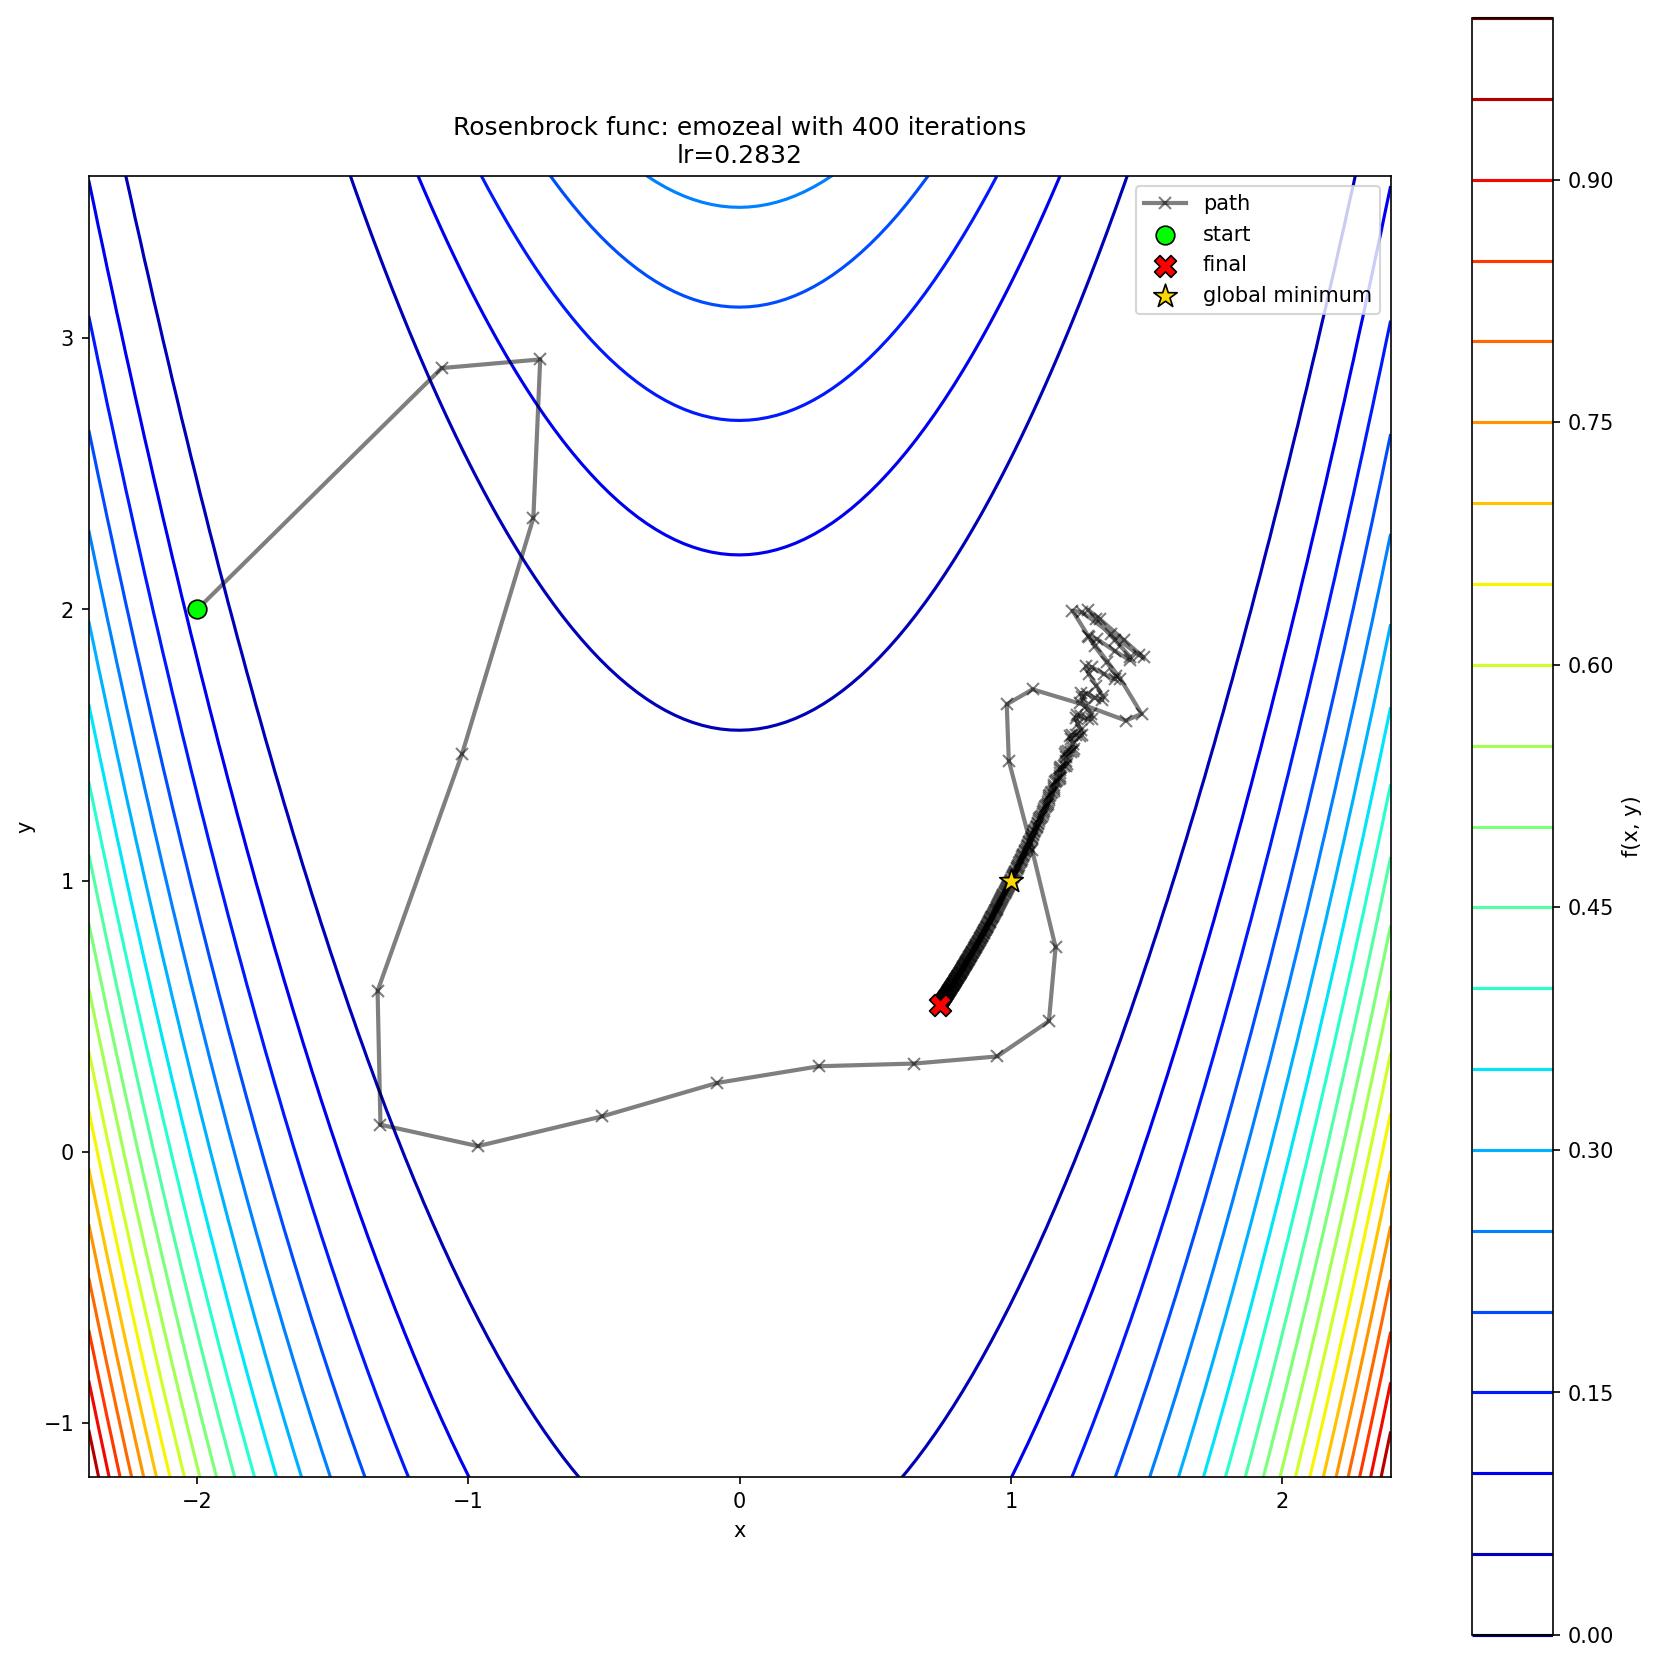 Rosenbrock func: emozeal with 400 iterations
lr=0.2832
path
start
final
global minimum
3
2
1
0
−1
y
−2
−1
0
1
2
x
0.90
0.75
0.60
0.45
0.30
0.15
0.00
f(x, y)